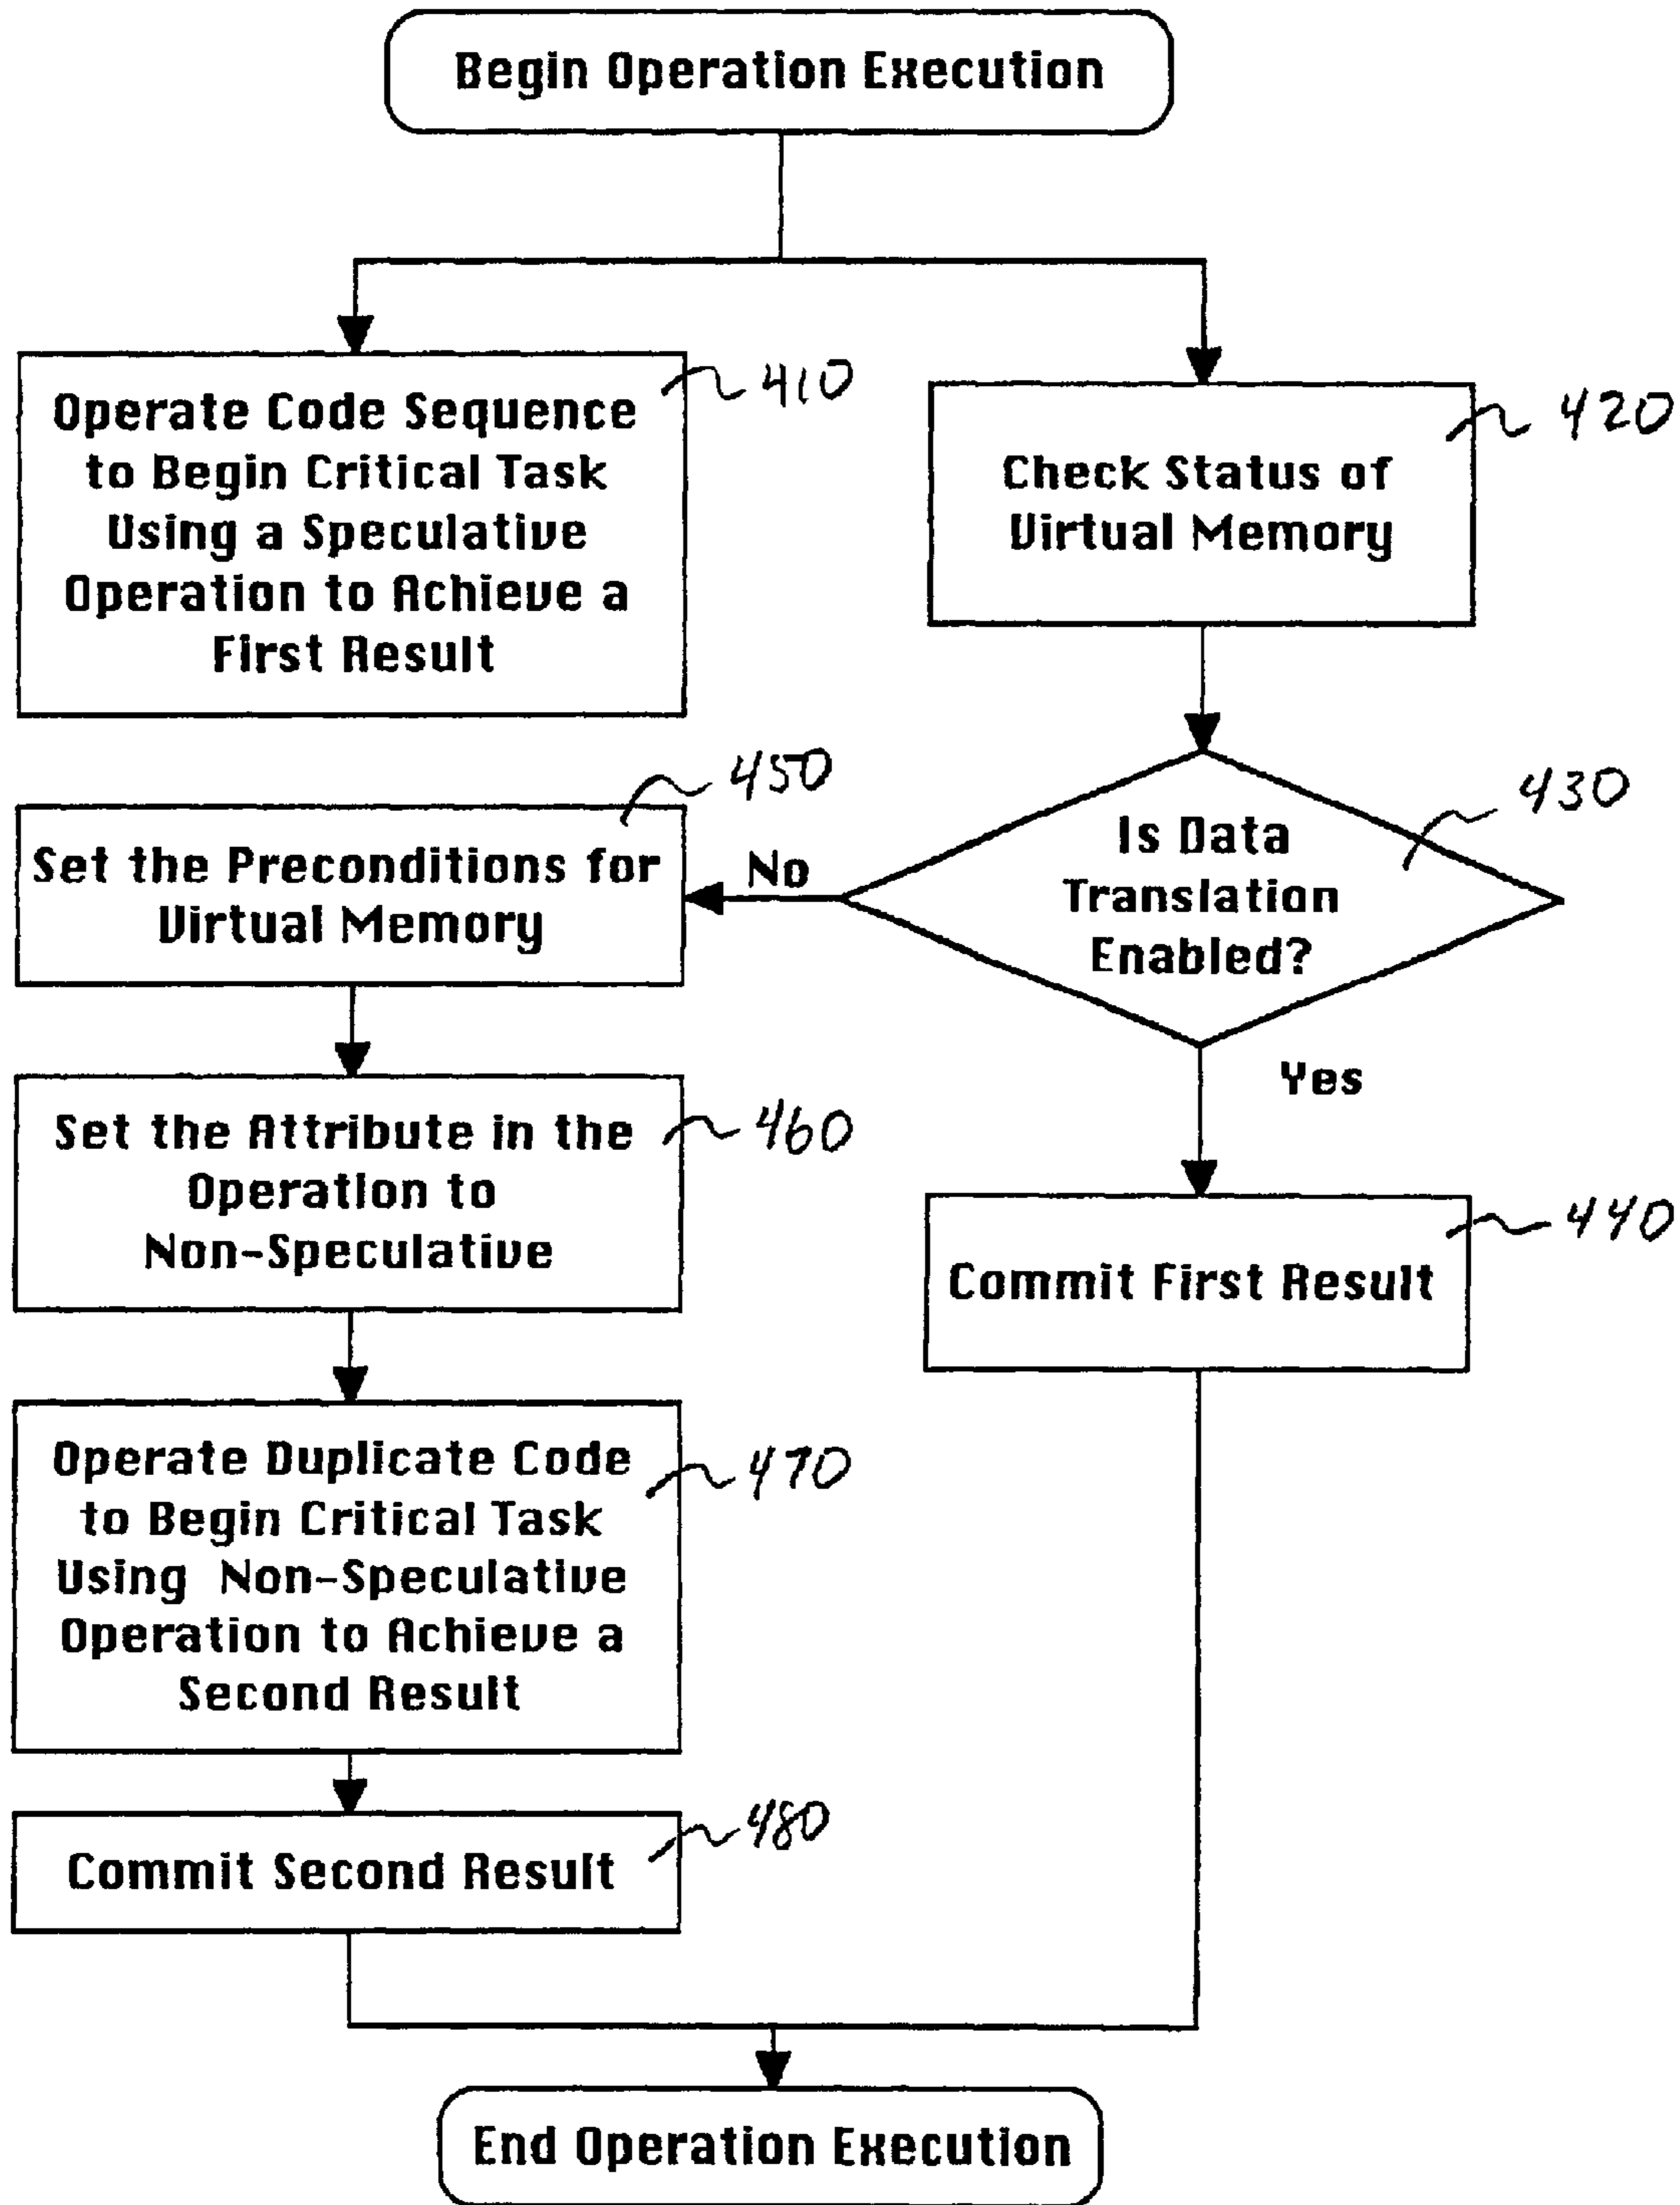 Begin Operation Execution
Operate Code Sequence
to Begin Critical Task
Using a Speculative
Operation to Achieve a
First Result
410
Check Status of
Virtual Memory
420
Is Data
Translation
Enabled?
430
No
Yes
Set the Preconditions for
Virtual Memory
450
Set the Attribute in the
Operation to
Non-Speculative
460
Commit First Result
440
Operate Duplicate Code
to Begin Critical Task
Using Non-Speculative
Operation to Achieve a
Second Result
470
Commit Second Result
480
End Operation Execution